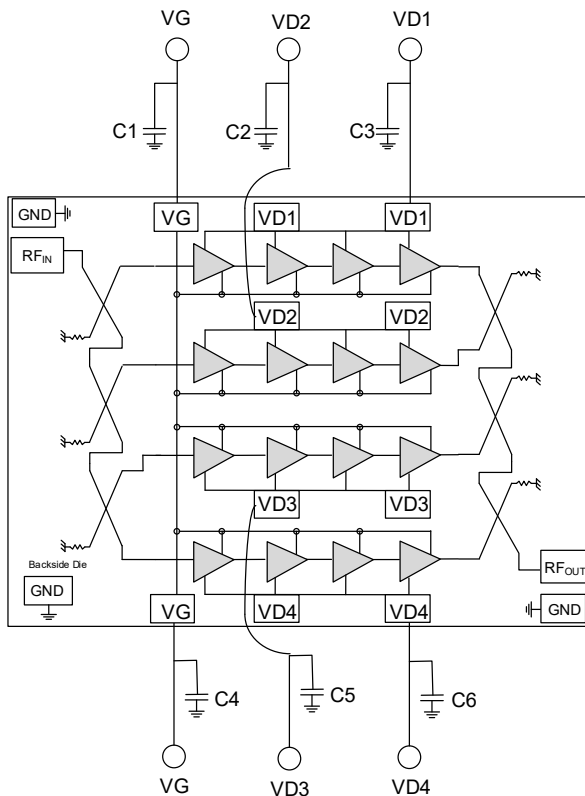 VG
VD2
VD1
C1
C2
C3
GND
VG
VD1
VD1
RFIN
VD2
VD2
VD3
VD3
Backside Die
GND
VG
VD4
VD4
RFOUT
GND
C4
C5
C6
VG
VD3
VD4